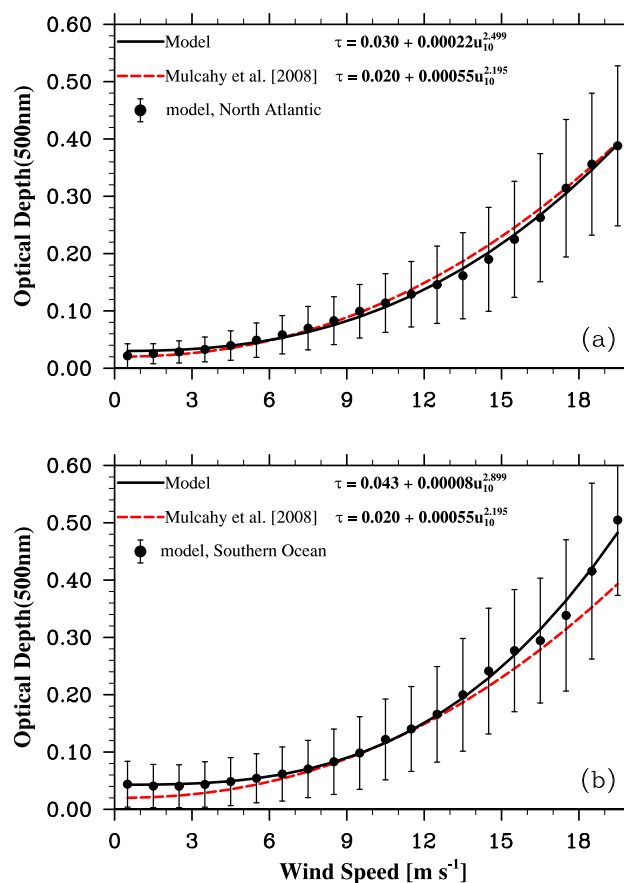 0.60
0.50
0.40
0.30
0.20
0.10
0.00
Optical Depth(500nm)
Model τ = 0.030 + 0.00022u₁₀^2.499
Mulcahy et al. [2008] τ = 0.020 + 0.00055u₁₀^2.195
model, North Atlantic
(a)
0 3 6 9 12 15 18
0.60
0.50
0.40
0.30
0.20
0.10
0.00
Optical Depth(500nm)
Model τ = 0.043 + 0.00008u₁₀^2.899
Mulcahy et al. [2008] τ = 0.020 + 0.00055u₁₀^2.195
model, Southern Ocean
(b)
0 3 6 9 12 15 18
Wind Speed [m s⁻¹]